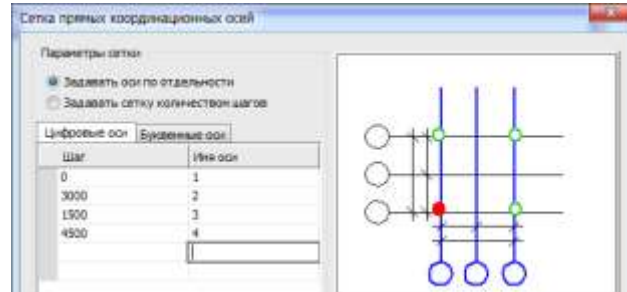 Сетка прямых координационных осей
Параметры сетки
Задавать оси по отдельности
Задавать сетку количеством шагов
Цифровые оси Буквенные оси
Шаг Имя оси
0 1
3000 2
1500 3
4500 4